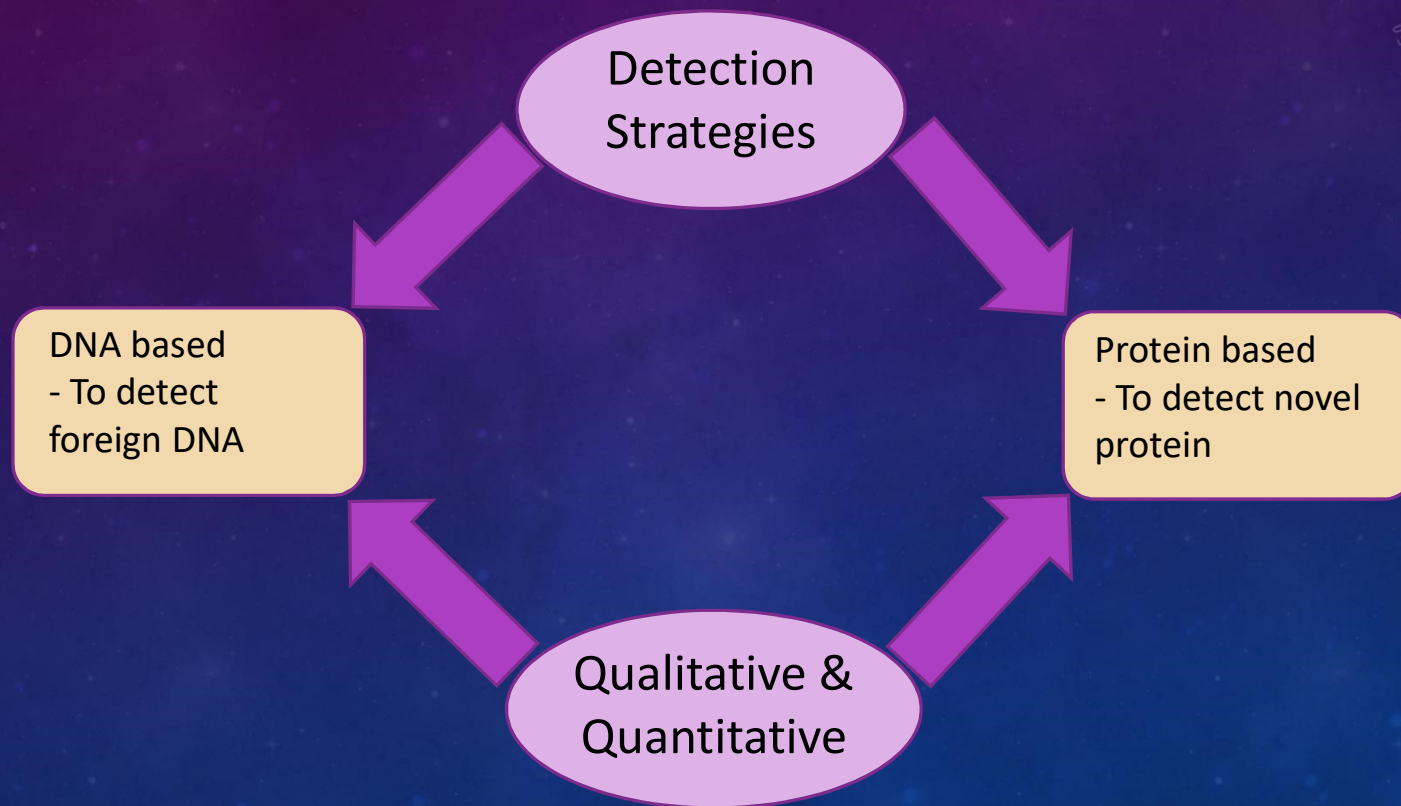 Detection
Strategies
DNA based
- To detect
foreign DNA
Protein based
- To detect novel
protein
Qualitative &
Quantitative